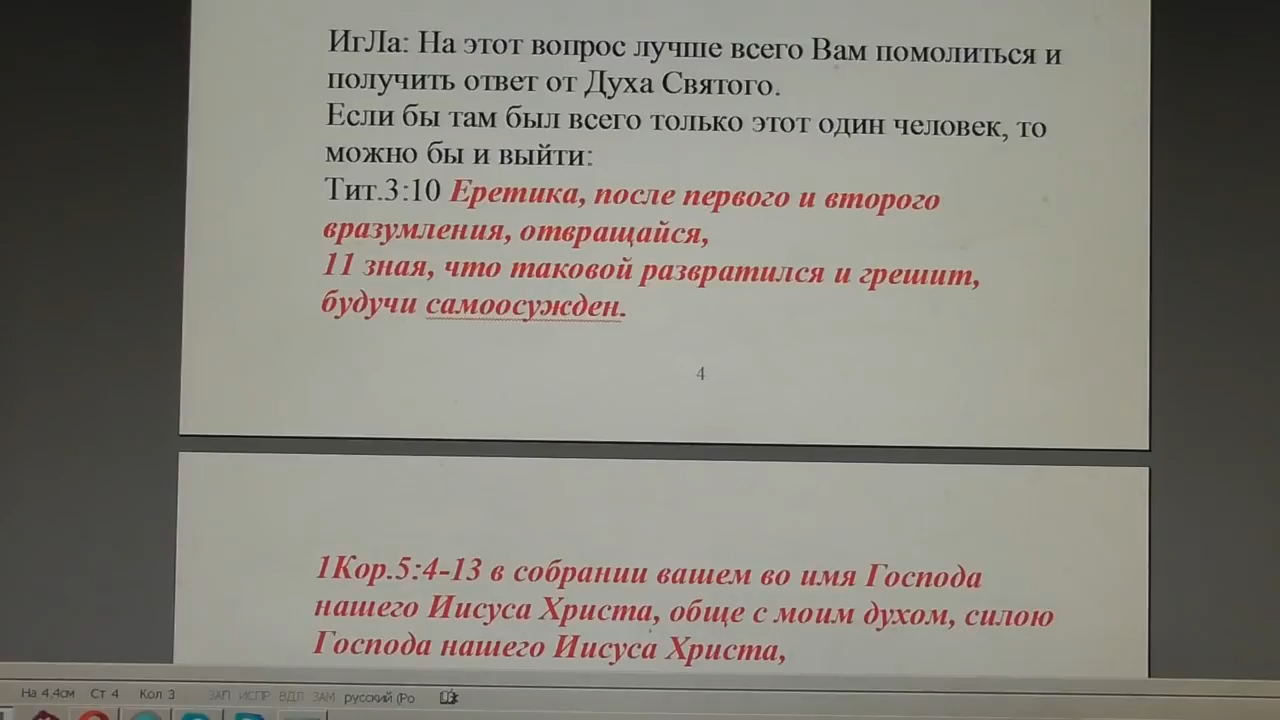 ИгЛа: На этот вопрос лучше всего Вам помолиться и
получить ответ от Духа Святого.
Если бы там был всего только этот один человек, то
можно бы и выйти:
Тит.3:10 Еретика, после первого и второго
вразумления, отвращайся,
11 зная, что таковой развратился и грешит,
будучи самоосужден.
4
1Кор.5:4-13 в собрании вашем во имя Господа
нашего Иисуса Христа, обще с моим духом, силою
Господа нашего Иисуса Христа,
На 4,4см Ст 4 Кол 3 ЗАП ИСПР ВДЛ ЗАМ русский (Ро